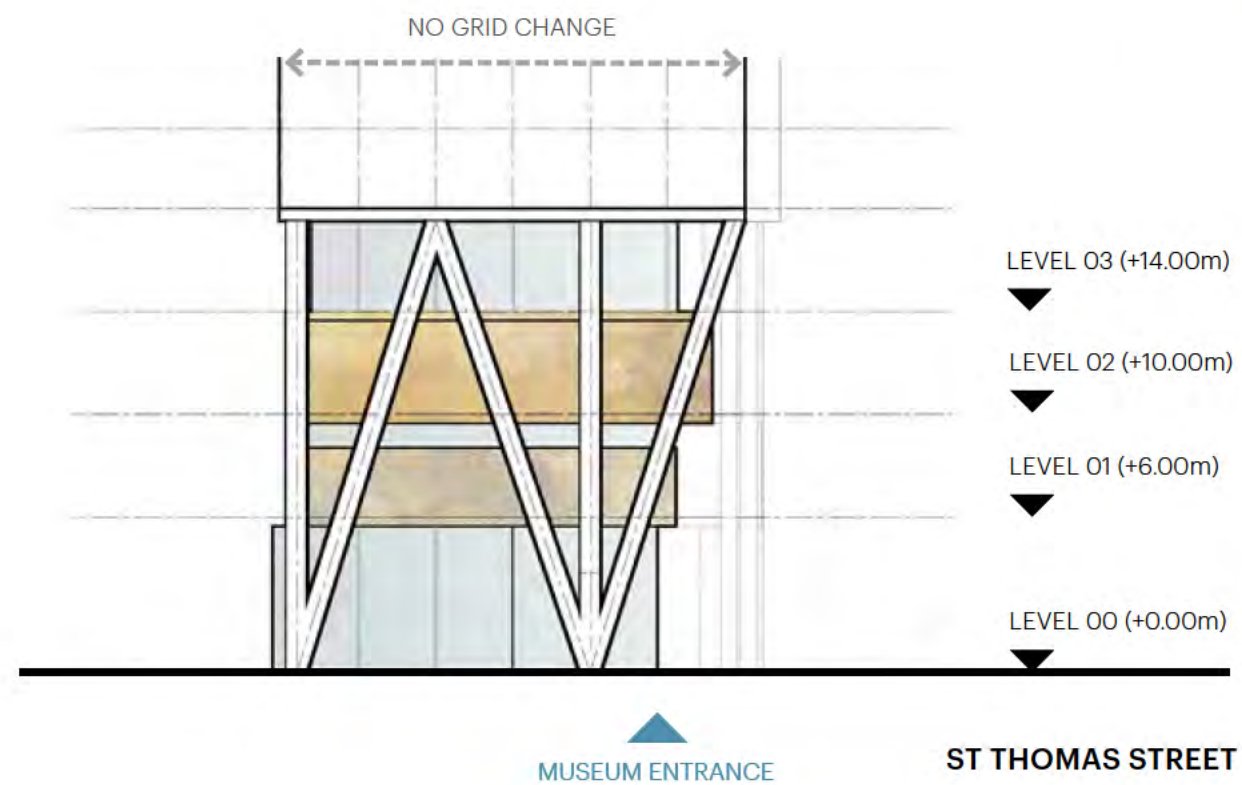 NO GRID CHANGE
LEVEL 03 (+14.00m)
LEVEL 02 (+10.00m)
LEVEL 01 (+6.00m)
LEVEL 00 (+0.00m)
MUSEUM ENTRANCE
ST THOMAS STREET